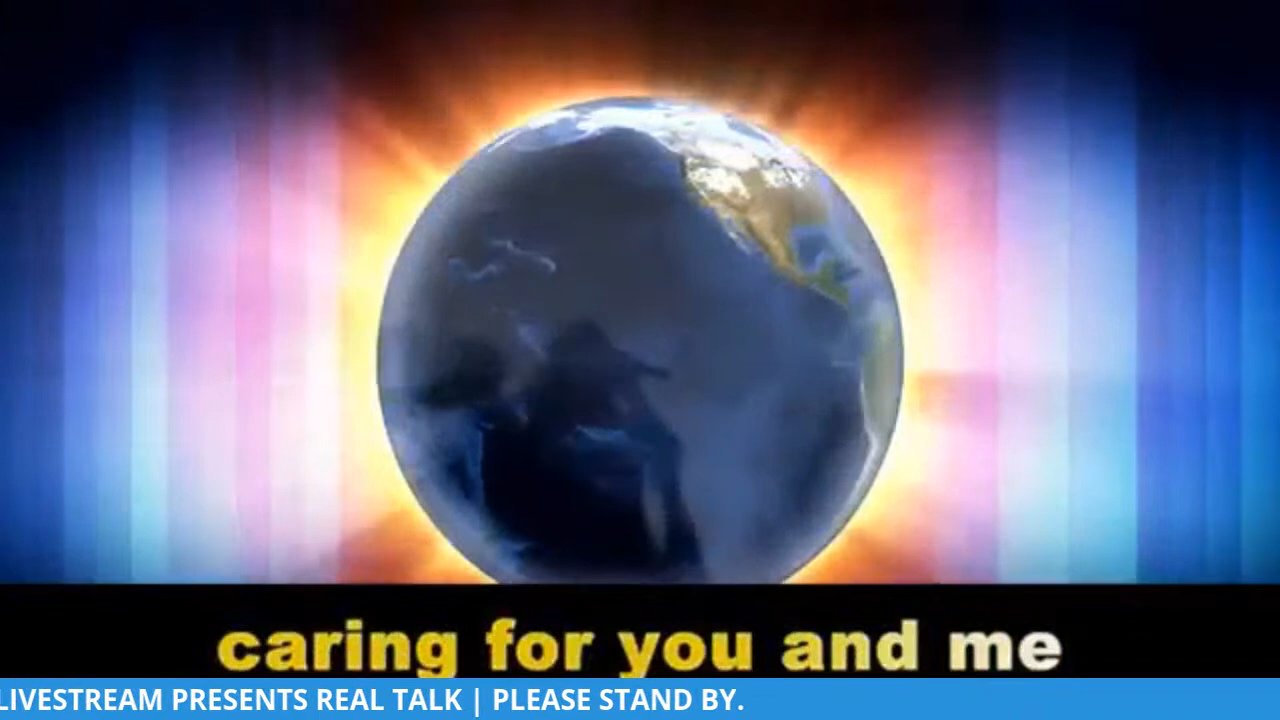 caring for you and me
LIVESTREAM PRESENTS REAL TALK | PLEASE STAND BY.